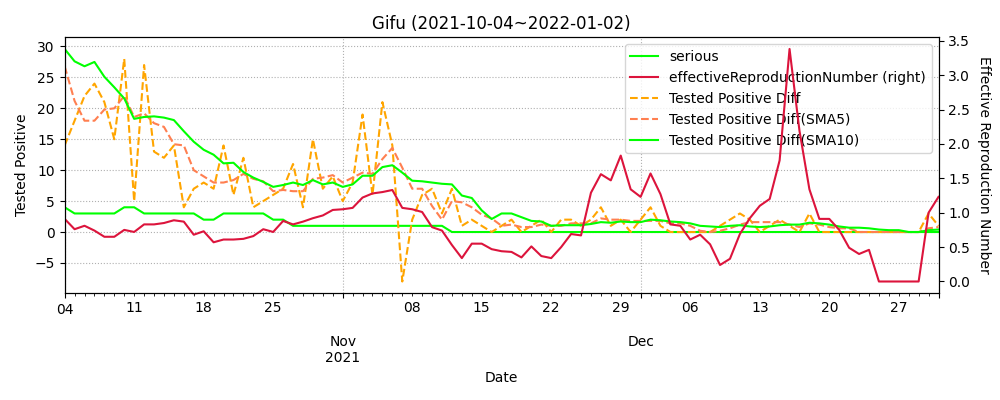 Gifu (2021-10-04~2022-01-02)
serious
effectiveReproductionNumber (right)
Tested Positive Diff
Tested Positive Diff(SMA5)
Tested Positive Diff(SMA10)
Tested Positive
30
25
20
15
10
5
0
−5
3.5
3.0
2.5
2.0
1.5
1.0
0.5
0.0
Effective Reproduction Number
04 11 18 25 08 15 22 29 06 13 20 27
Nov Dec
2021
Date